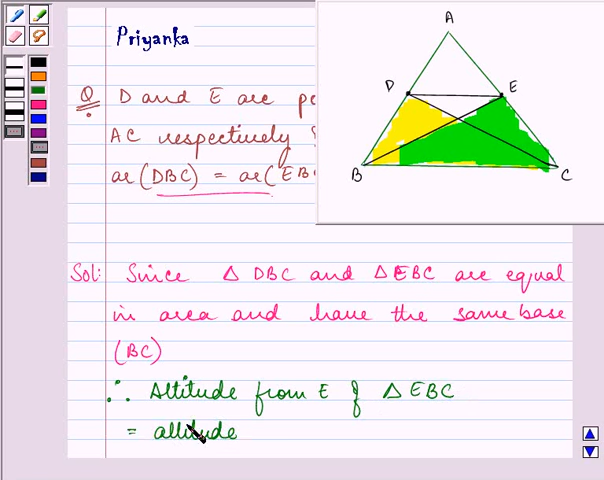 Priyanka
Q D and E are po
AC respectively
ar (DBC) = ar( EB
A
D
E
B
C
Sol: Since Δ DBC and Δ EBC are equal
in area and have the same base
(BC)
∴ Altitude from E of Δ EBC
= altitude